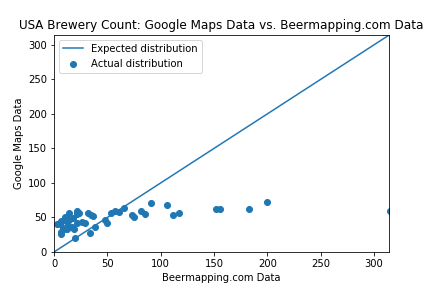 USA Brewery Count: Google Maps Data vs. Beermapping.com Data
300
250
200
150
100
50
0
Google Maps Data
Expected distribution
Actual distribution
0 50 100 150 200 250 300
Beermapping.com Data